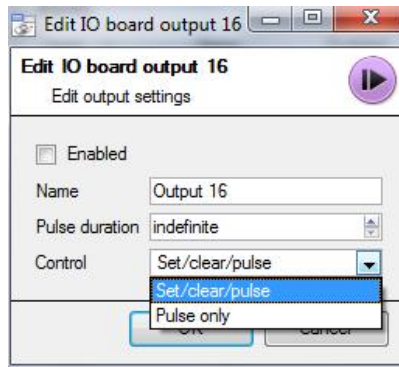 Edit IO board output 16
Edit IO board output 16
Edit output settings
Enabled
Name Output 16
Pulse duration indefinite
Control Set/clear/pulse
Set/clear/pulse
Pulse only